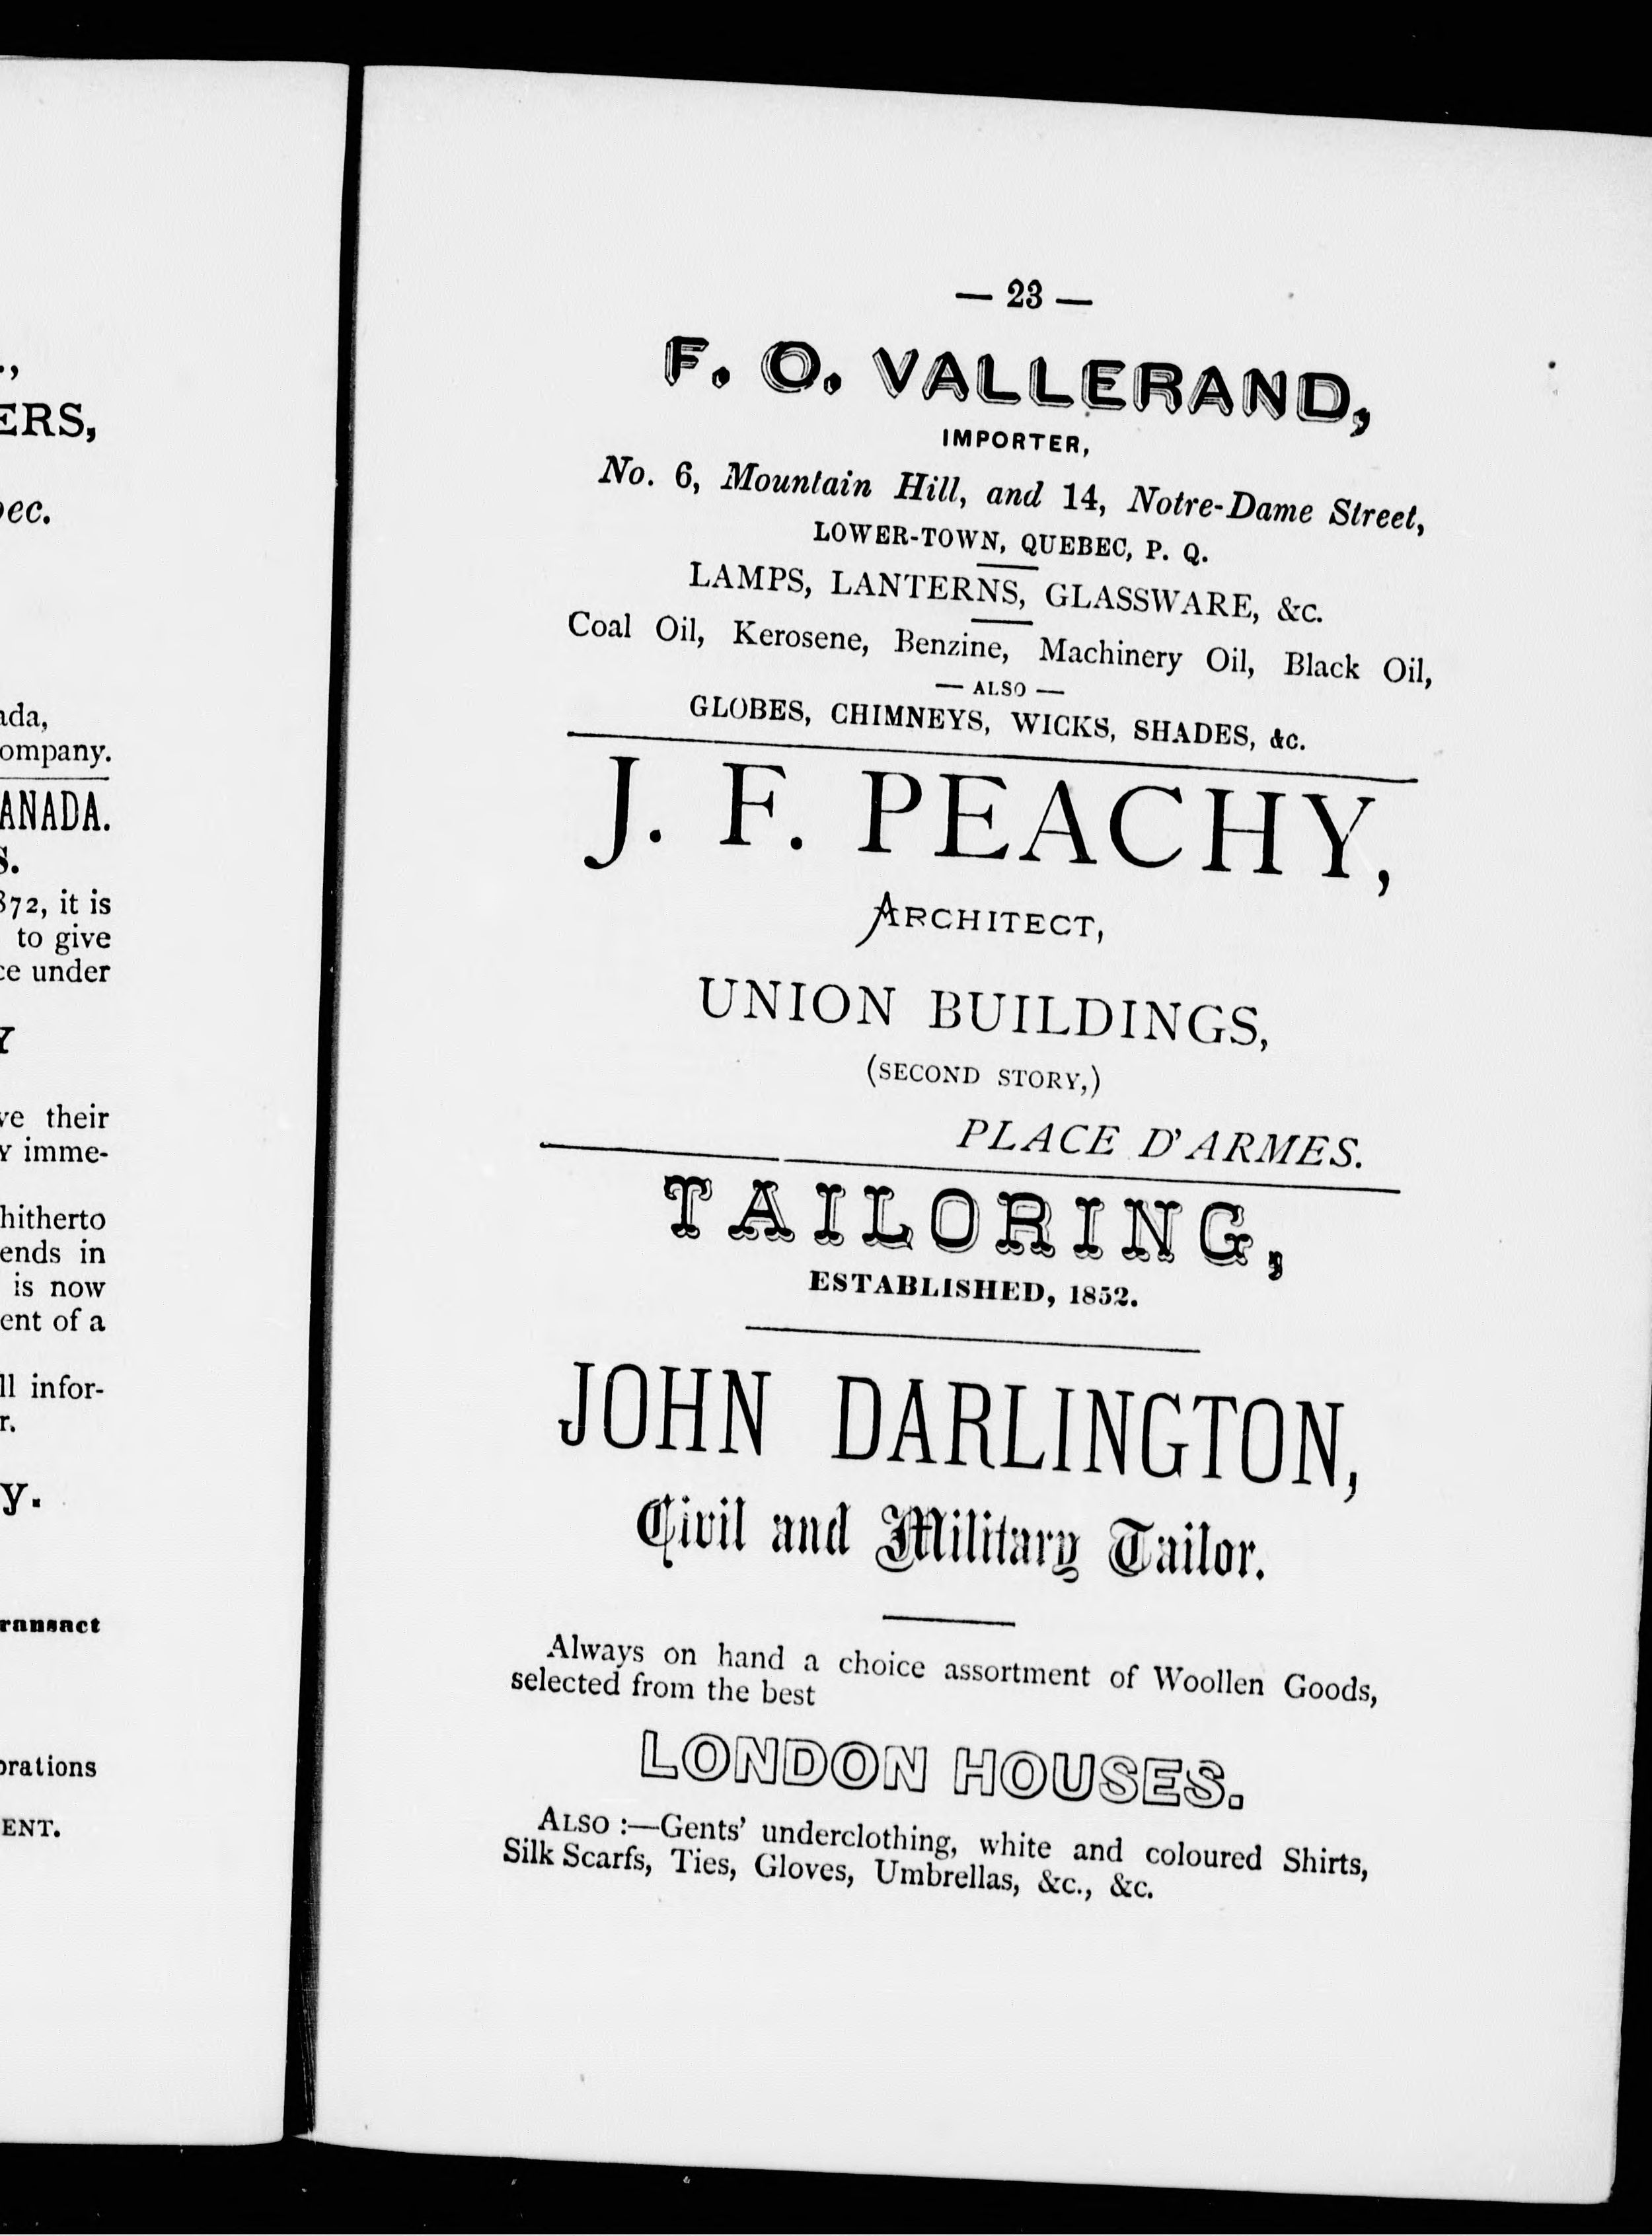 .,
ERS,
ec.
ada,
ompany.
ANADA.
S.
872, it is
to give
ce under
Y
ve their
Y imme-
hitherto
ends in
is now
ent of a
ll infor-
r.
y.
ransact
orations
ENT.
— 23 —
F. O. VALLERAND,
IMPORTER,
No. 6, Mountain Hill, and 14, Notre-Dame Street,
LOWER-TOWN, QUEBEC, P. Q.
LAMPS, LANTERNS, GLASSWARE, &c.
Coal Oil, Kerosene, Benzine, Machinery Oil, Black Oil,
— ALSO —
GLOBES, CHIMNEYS, WICKS, SHADES, &c.
J. F. PEACHY,
ARCHITECT,
UNION BUILDINGS,
(SECOND STORY,)
PLACE D'ARMES.
TAILORING,
ESTABLISHED, 1852.
JOHN DARLINGTON,
Civil and Military Tailor.
Always on hand a choice assortment of Woollen Goods,
selected from the best
LONDON HOUSES.
ALSO :—Gents' underclothing, white and coloured Shirts,
Silk Scarfs, Ties, Gloves, Umbrellas, &c., &c.